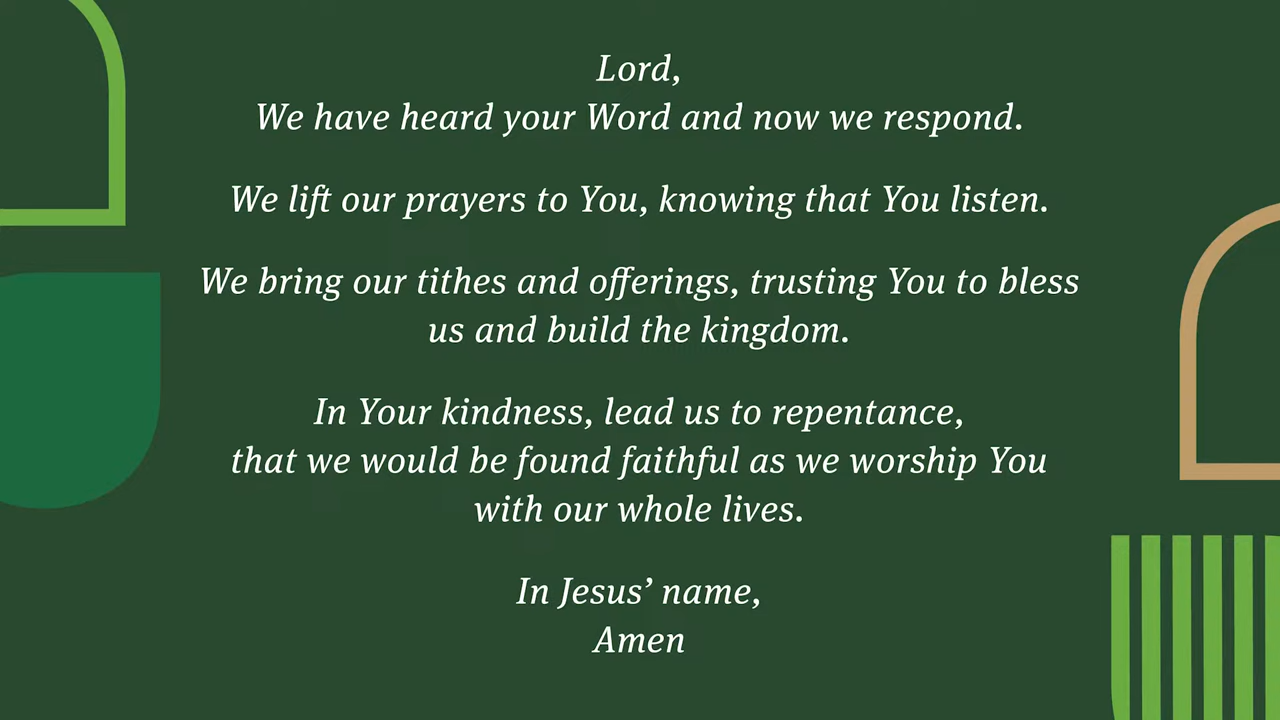 Lord,
We have heard your Word and now we respond.
We lift our prayers to You, knowing that You listen.
We bring our tithes and offerings, trusting You to bless
us and build the kingdom.
In Your kindness, lead us to repentance,
that we would be found faithful as we worship You
with our whole lives.
In Jesus’ name,
Amen